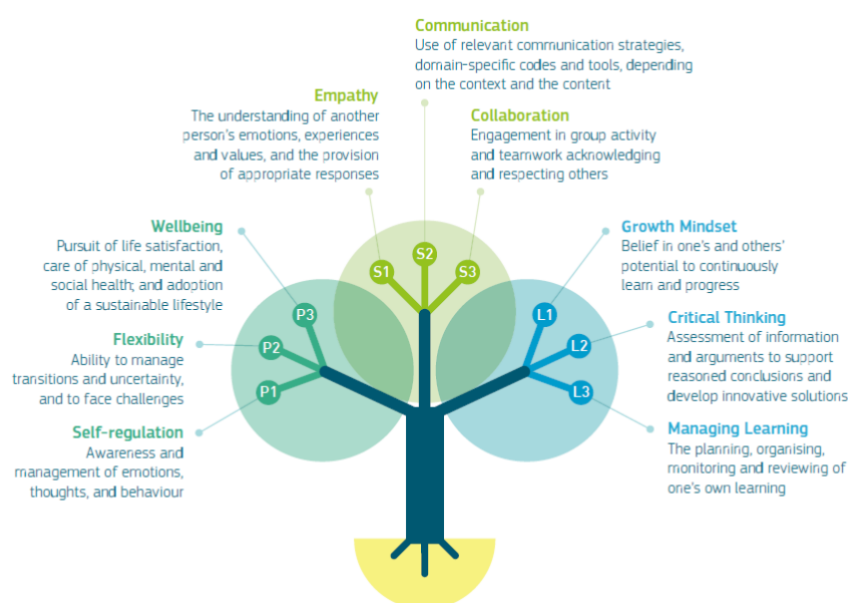 Communication
Use of relevant communication strategies,
domain-specific codes and tools, depending
on the context and the content
Empathy
The understanding of another
person's emotions, experiences
and values, and the provision
of appropriate responses
Collaboration
Engagement in group activity
and teamwork acknowledging
and respecting others
Wellbeing
Pursuit of life satisfaction,
care of physical, mental and
social health; and adoption
of a sustainable lifestyle
Flexibility
Ability to manage
transitions and uncertainty,
and to face challenges
Self-regulation
Awareness and
management of emotions,
thoughts, and behaviour
P3
P2
P1
S1
S2
S3
L1
L2
L3
Growth Mindset
Belief in one's and others'
potential to continuously
learn and progress
Critical Thinking
Assessment of information
and arguments to support
reasoned conclusions and
develop innovative solutions
Managing Learning
The planning, organising,
monitoring and reviewing of
one's own learning